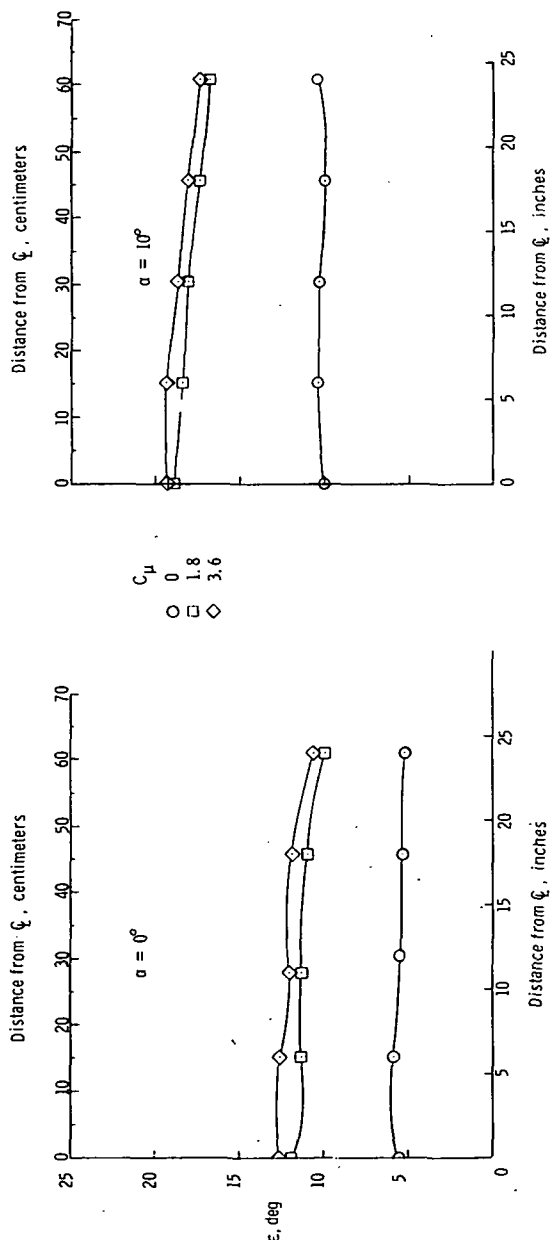 Distance from ℄, centimeters
0 10 20 30 40 50 60 70
α = 0°
25
20
15
10
5
0
ε, deg
0 5 10 15 20 25
Distance from ℄, inches
C_μ
○ 0
□ 1.8
◇ 3.6
Distance from ℄, centimeters
0 10 20 30 40 50 60 70
α = 10°
0 5 10 15 20 25
Distance from ℄, inches